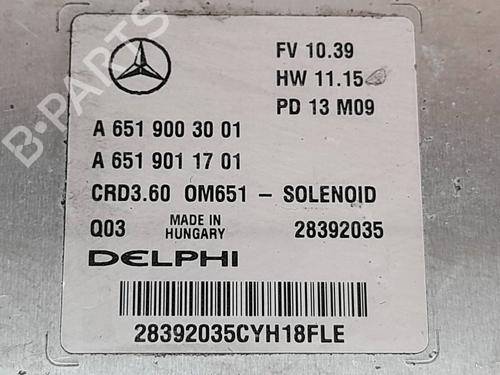 FV 10.39
HW 11.15
PD 13 M09
A 651 900 30 01
A 651 901 17 01
CRD3.60 OM651 - SOLENOID
Q03 MADE IN HUNGARY 28392035
DELPHI
28392035CYH18FLE
B-PARTS